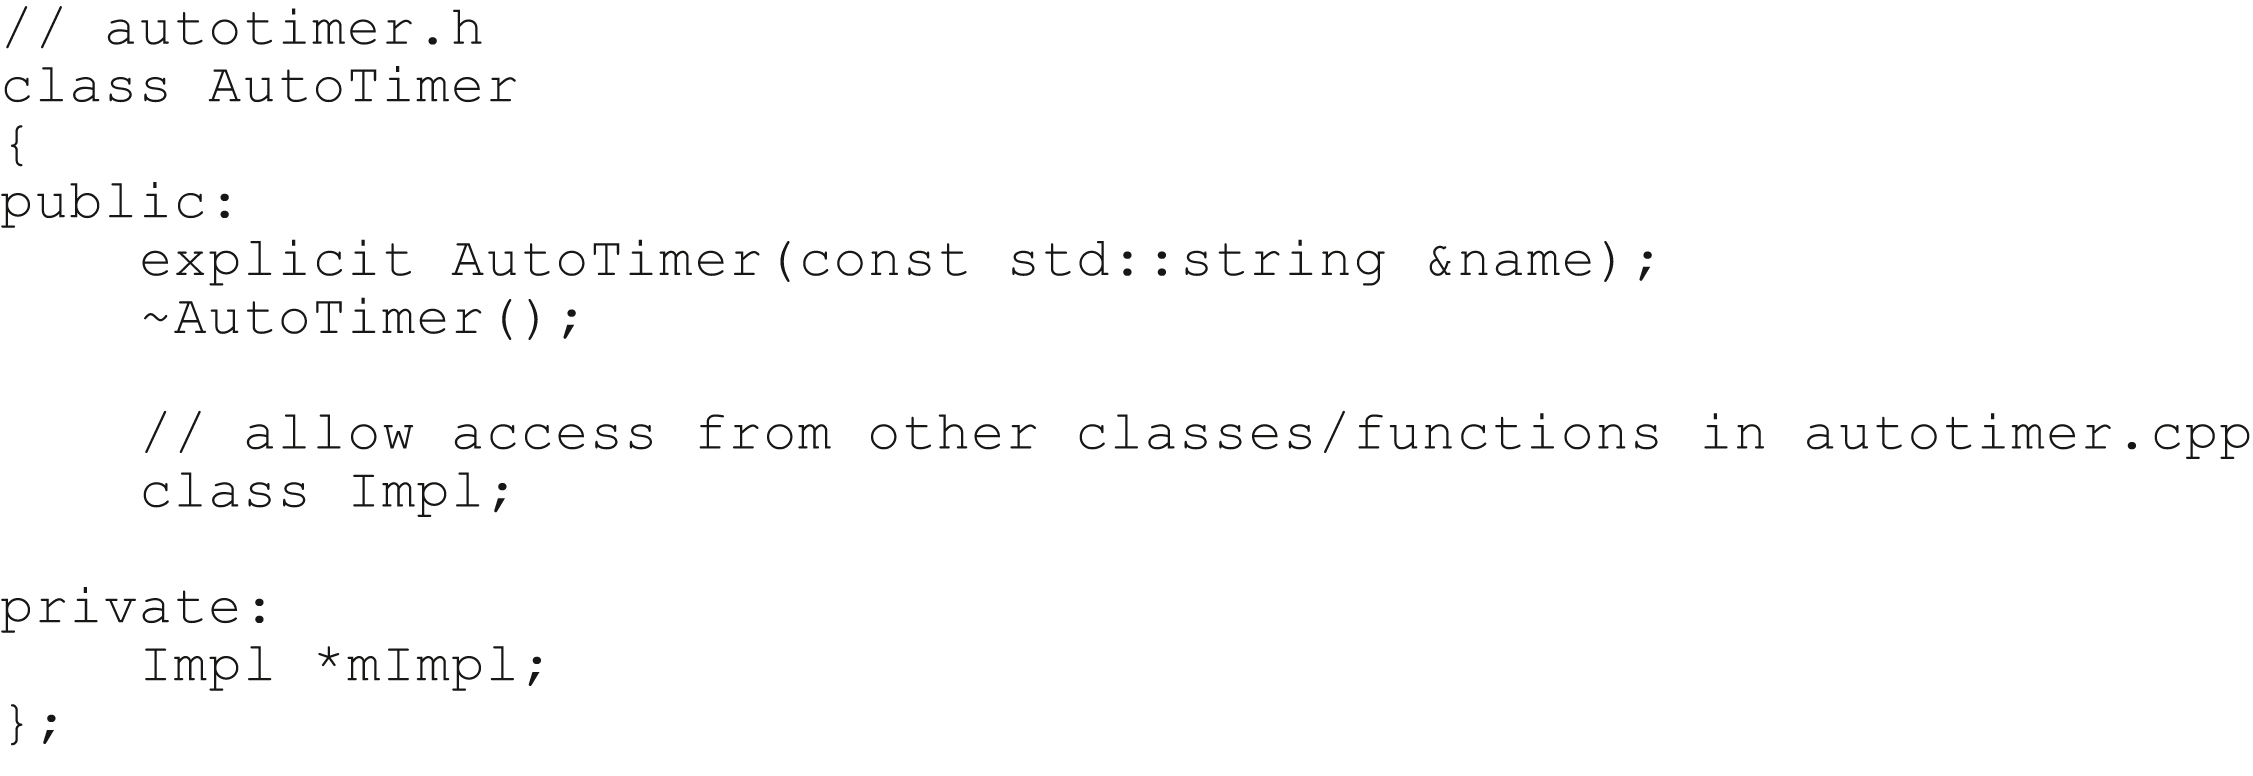 // autotimer.h
class AutoTimer
{
public:
    explicit AutoTimer(const std::string &name);
    ~AutoTimer();

    // allow access from other classes/functions in autotimer.cpp
    class Impl;

private:
    Impl *mImpl;
};